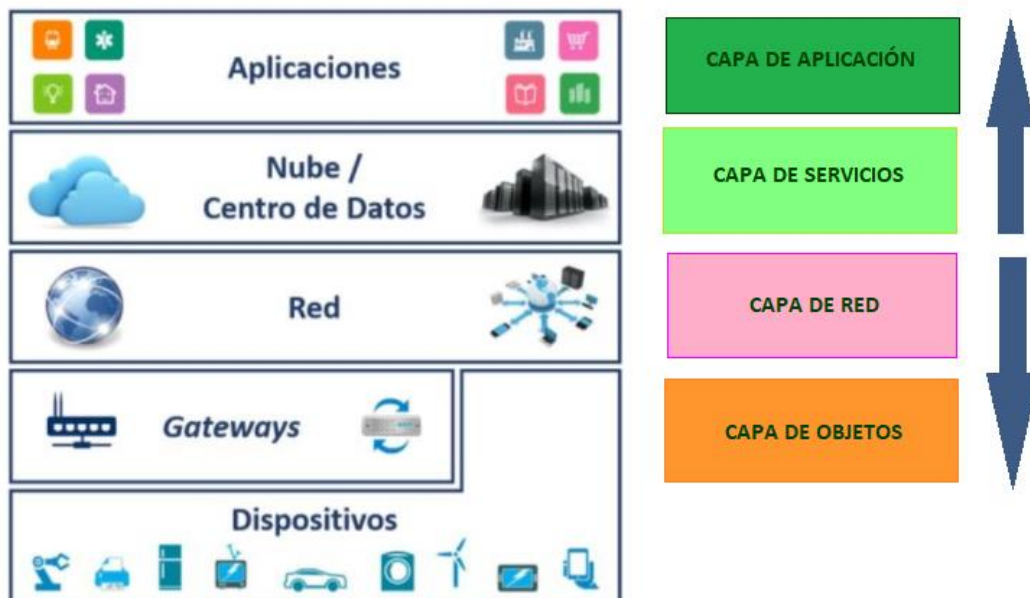 Aplicaciones
Nube /
Centro de Datos
Red
Gateways
Dispositivos
CAPA DE APLICACIÓN
CAPA DE SERVICIOS
CAPA DE RED
CAPA DE OBJETOS